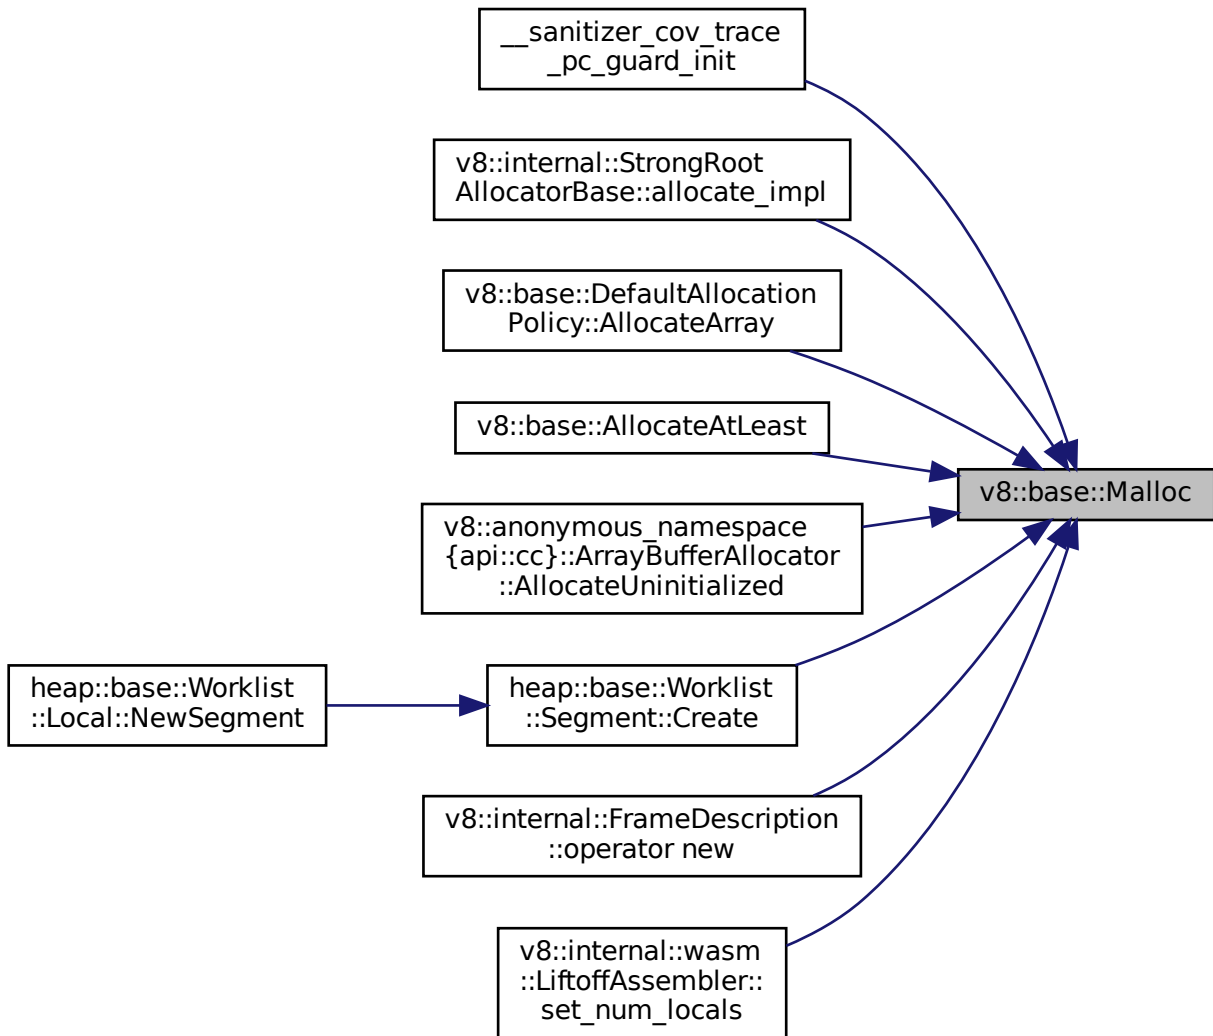 __sanitizer_cov_trace
_pc_guard_init
v8::internal::StrongRoot
AllocatorBase::allocate_impl
v8::base::DefaultAllocation
Policy::AllocateArray
v8::base::AllocateAtLeast
v8::base::Malloc
v8::anonymous_namespace
{api::cc}::ArrayBufferAllocator
::AllocateUninitialized
heap::base::Worklist
::Local::NewSegment
heap::base::Worklist
::Segment::Create
v8::internal::FrameDescription
::operator new
v8::internal::wasm
::LiftoffAssembler::
set_num_locals